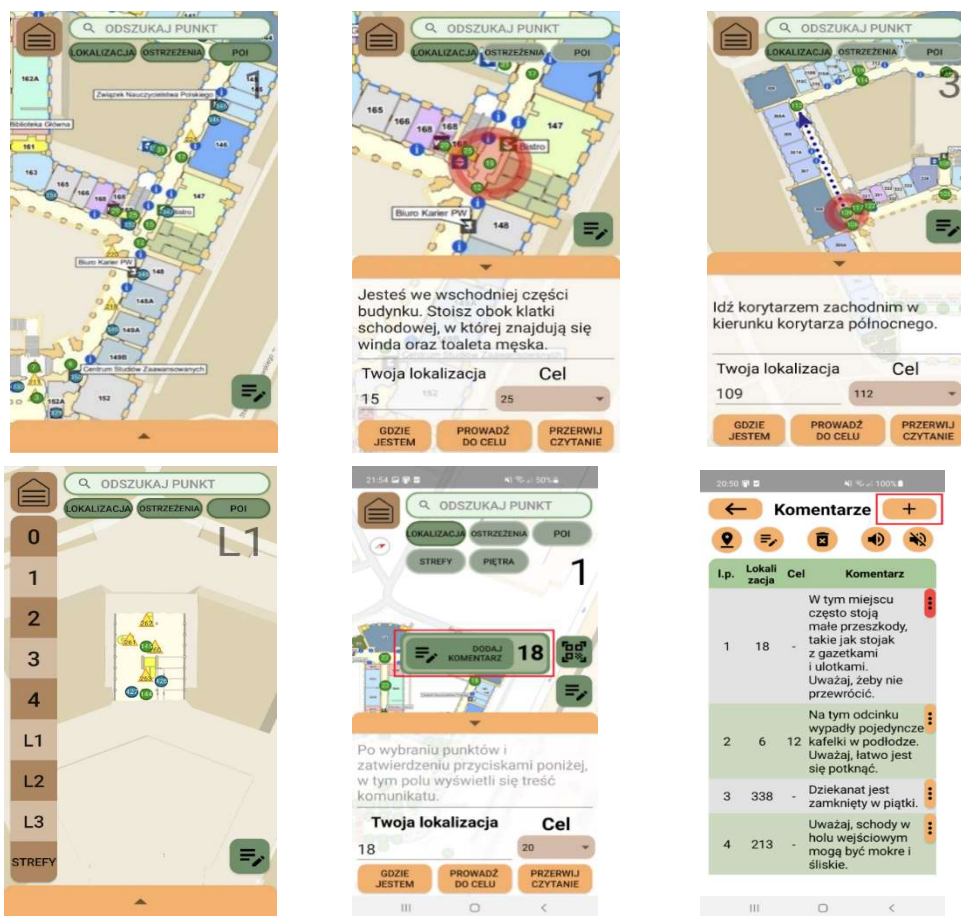 ODSZUKAJ PUNKT
LOKALIZACJA OSTRZEŻENIA POI
1
162A
Związek Nauczycielstwa Polskiego
Biblioteka Główna
161
146
163
165
166
168
147
Bistro
Biuro Karier PW
148
148A
149A
149B
Centrum Studiów Zaawansowanych
152A
152
ODSZUKAJ PUNKT
LOKALIZACJA OSTRZEŻENIA POI
1
165
166
168
168
147
Bistro
Biuro Karier PW
148
Jesteś we wschodniej części
budynku. Stoisz obok klatki
schodowej, w której znajdują się
winda oraz toaleta męska.
Twoja lokalizacja Cel
15 25
GDZIE JESTEM
PROWADŹ DO CELU
PRZERWIJ CZYTANIE
ODSZUKAJ PUNKT
LOKALIZACJA OSTRZEŻENIA POI
3
Idź korytarzem zachodnim w
kierunku korytarza północnego.
Twoja lokalizacja Cel
109 112
GDZIE JESTEM
PROWADŹ DO CELU
PRZERWIJ CZYTANIE
ODSZUKAJ PUNKT
LOKALIZACJA OSTRZEŻENIA POI
L1
0
1
2
3
4
L1
L2
L3
STREFY
21:54 50%
ODSZUKAJ PUNKT
LOKALIZACJA OSTRZEŻENIA POI
STREFY PIĘTRA
1
DODAJ
KOMENTARZ 18
Po wybraniu punktów i
zatwierdzeniu przyciskami poniżej,
w tym polu wyświetli się treść
komunikatu.
Twoja lokalizacja Cel
18 20
GDZIE JESTEM
PROWADŹ DO CELU
PRZERWIJ CZYTANIE
20:50 100%
Komentarze +
l.p. Lokali zacja Cel Komentarz
1 18 - W tym miejscu
często stoją
małe przeszkody,
takie jak stojak
z gazetkami
i ulotkami.
Uważaj, żeby nie
przewrócić.
2 6 12 Na tym odcinku
wypadły pojedyncze
kafelki w podłodze.
Uważaj, łatwo jest
się potknąć.
3 338 - Dziekanat jest
zamknięty w piątki.
4 213 - Uważaj, schody w
holu wejściowym
mogą być mokre i
śliskie.